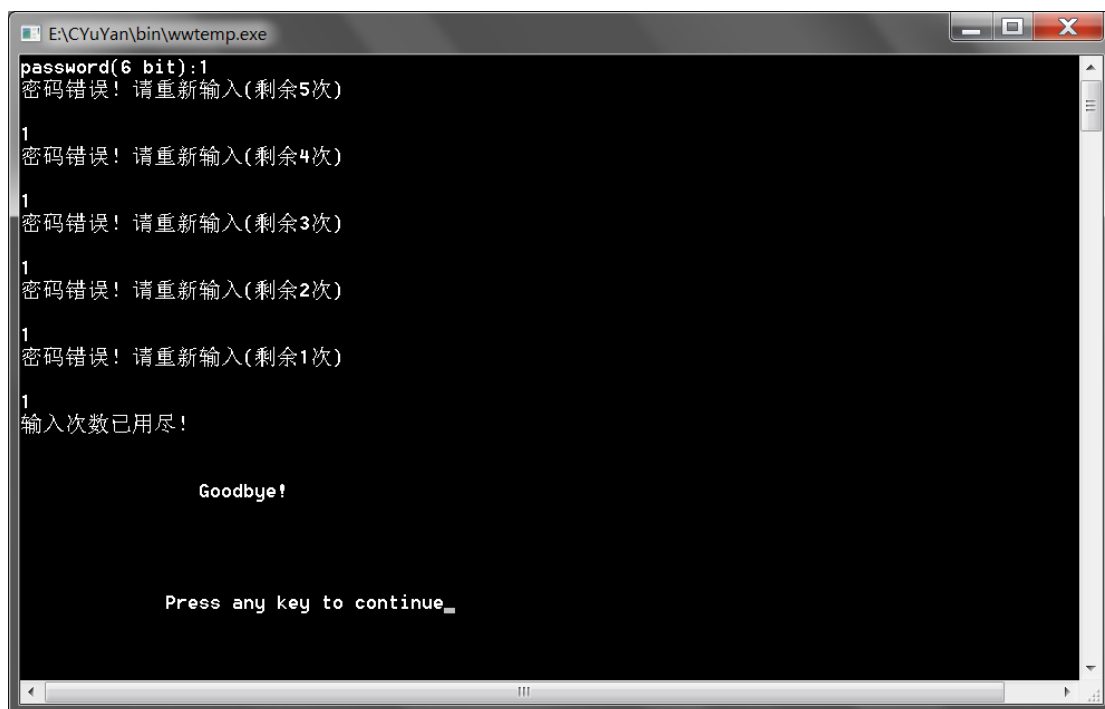 E:\CYuYan\bin\wwtemp.exe
password(6 bit):1
密码错误！请重新输入(剩余5次)
1
密码错误！请重新输入(剩余4次)
1
密码错误！请重新输入(剩余3次)
1
密码错误！请重新输入(剩余2次)
1
密码错误！请重新输入(剩余1次)
1
输入次数已用尽！
Goodbye!
Press any key to continue_